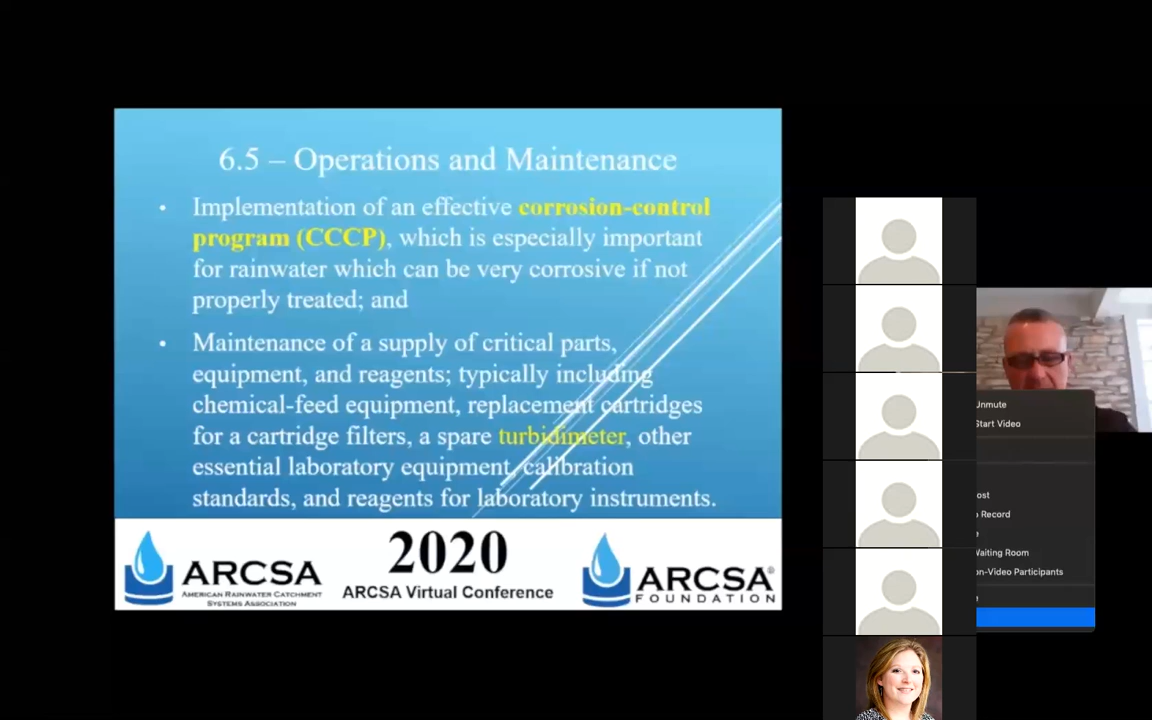 6.5 – Operations and Maintenance
• Implementation of an effective corrosion-control
program (CCCP), which is especially important
for rainwater which can be very corrosive if not
properly treated; and
• Maintenance of a supply of critical parts,
equipment, and reagents; typically including
chemical-feed equipment, replacement cartridges
for a cartridge filters, a spare turbidimeter, other
essential laboratory equipment, calibration
standards, and reagents for laboratory instruments.
ARCSA
AMERICAN RAINWATER CATCHMENT
SYSTEMS ASSOCIATION
2020
ARCSA Virtual Conference
ARCSA®
FOUNDATION
Unmute
Start Video
ost
Record
Waiting Room
on-Video Participants